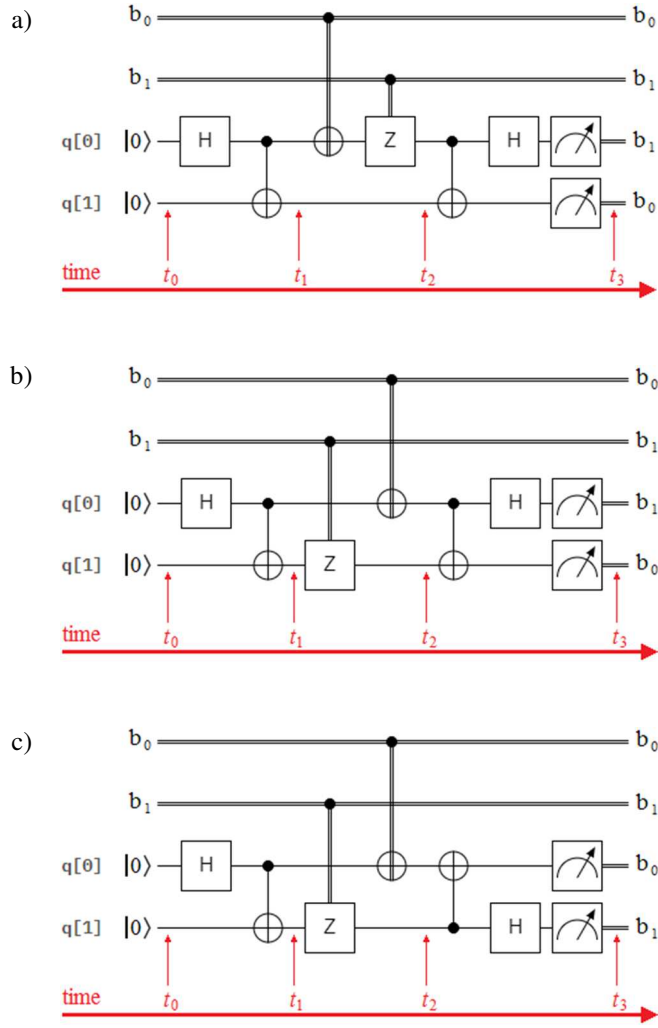 a)
b₀ b₀
b₁ b₁
q[0] |0⟩ H Z H b₁
q[1] |0⟩ b₀
time t₀ t₁ t₂ t₃
b)
b₀ b₀
b₁ b₁
q[0] |0⟩ H H b₁
q[1] |0⟩ Z b₀
time t₀ t₁ t₂ t₃
c)
b₀ b₀
b₁ b₁
q[0] |0⟩ H b₀
q[1] |0⟩ Z H b₁
time t₀ t₁ t₂ t₃